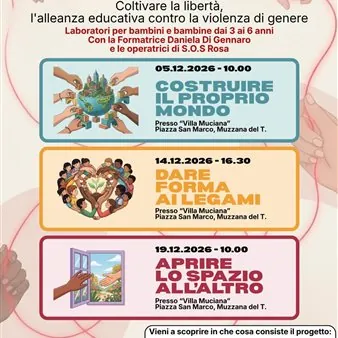 Coltivare la libertà,
l'alleanza educativa contro la violenza di genere
Laboratori per bambini e bambine dai 3 ai 6 anni
Con la Formatrice Daniela Di Gennaro
e le operatrici di S.O.S Rosa
05.12.2026 - 10.00
COSTRUIRE
IL PROPRIO
MONDO
Presso "Villa Muciana"
Piazza San Marco, Muzzana del T.
14.12.2026 - 16.30
DARE
FORMA
AI LEGAMI
Presso "Villa Muciana"
Piazza San Marco, Muzzana del T.
19.12.2026 - 10.00
APRIRE
LO SPAZIO
ALL'ALTRO
Presso "Villa Muciana"
Piazza San Marco, Muzzana del T.
Vieni a scoprire in che cosa consiste il progetto: